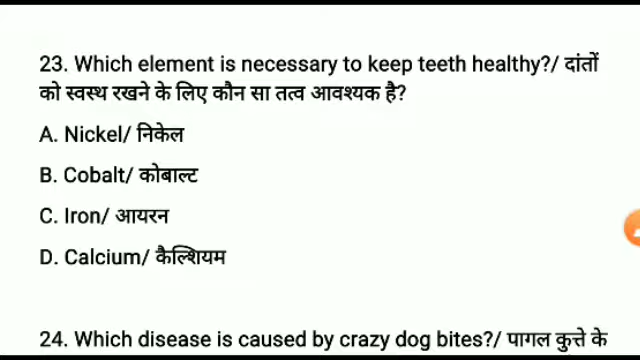 23. Which element is necessary to keep teeth healthy?/ दांतों
को स्वस्थ रखने के लिए कौन सा तत्व आवश्यक है?
A. Nickel/ निकेल
B. Cobalt/ कोबाल्ट
C. Iron/ आयरन
D. Calcium/ कैल्शियम
24. Which disease is caused by crazy dog bites?/ पागल कुत्ते के